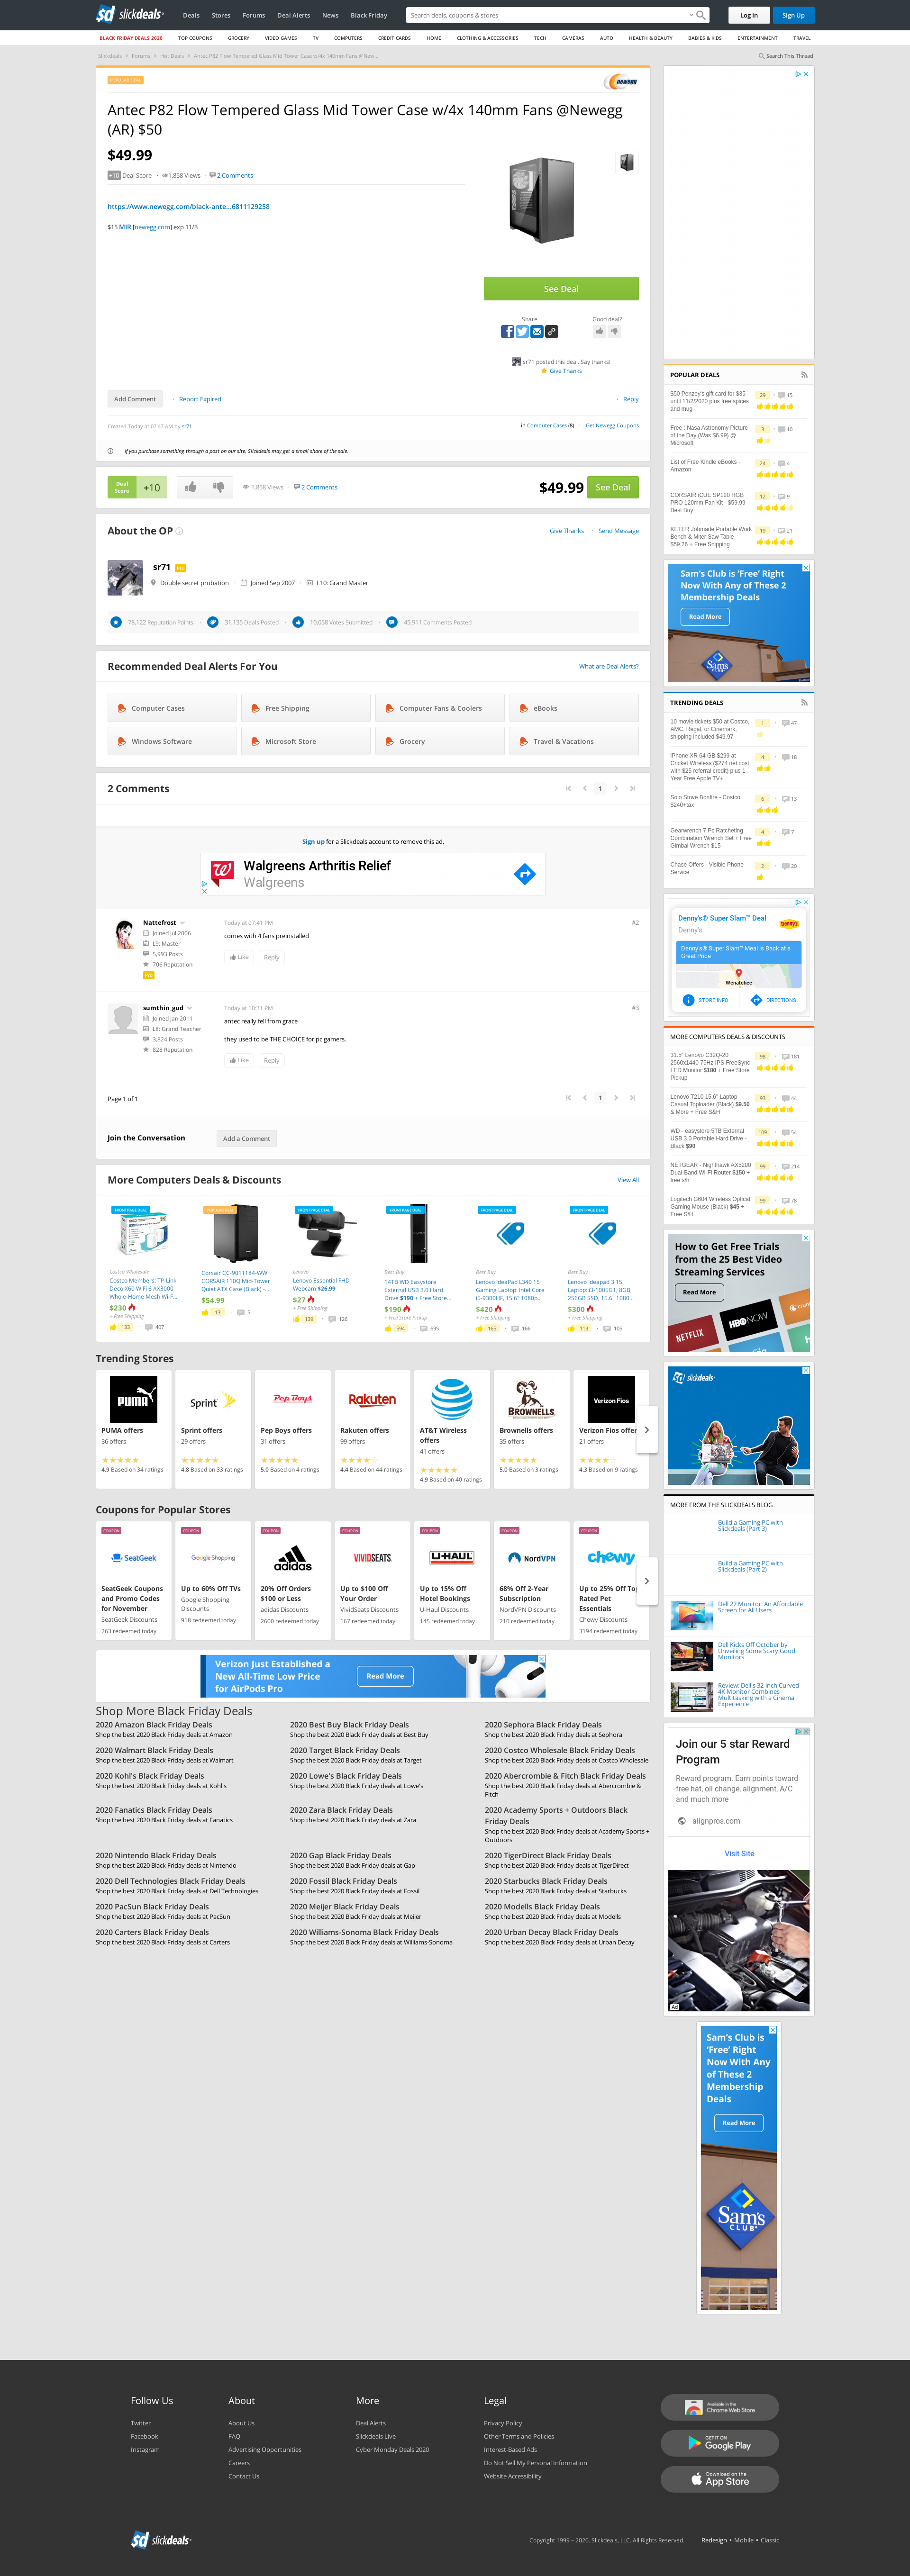 slickdeals
Deals Stores Forums Deal Alerts News Black Friday
Search deals, coupons & stores
Log In
Sign Up
BLACK FRIDAY DEALS 2020 TOP COUPONS GROCERY VIDEO GAMES TV COMPUTERS CREDIT CARDS HOME CLOTHING & ACCESSORIES TECH CAMERAS AUTO HEALTH & BEAUTY BABIES & KIDS ENTERTAINMENT TRAVEL
Slickdeals > Forums > Hot Deals > Antec P82 Flow Tempered Glass Mid Tower Case w/4x 140mm Fans @New...
Search This Thread
POPULAR DEAL
newegg
Antec P82 Flow Tempered Glass Mid Tower Case w/4x 140mm Fans @Newegg
(AR) $50
$49.99
+10 Deal Score · 1,858 Views · 2 Comments
https://www.newegg.com/black-ante...6811129258
$15 MIR [newegg.com] exp 11/3
See Deal
Share
Good deal?
sr71 posted this deal. Say thanks!
Give Thanks
Add Comment · Report Expired
· Reply
Created Today at 07:47 AM by sr71
in Computer Cases (8) · Get Newegg Coupons
If you purchase something through a post on our site, Slickdeals may get a small share of the sale.
Deal
Score
+10
1,858 Views · 2 Comments
$49.99
See Deal
About the OP
Give Thanks · Send Message
sr71 Pro
Double secret probation · Joined Sep 2007 · L10: Grand Master
78,122 Reputation Points · 31,135 Deals Posted · 10,058 Votes Submitted · 45,911 Comments Posted
Recommended Deal Alerts For You
What are Deal Alerts?
Computer Cases
Free Shipping
Computer Fans & Coolers
eBooks
Windows Software
Microsoft Store
Grocery
Travel & Vacations
2 Comments
1
Sign up for a Slickdeals account to remove this ad.
Walgreens Arthritis Relief
Walgreens
Nattefrost
Joined Jul 2006
L9: Master
5,993 Posts
706 Reputation
Pro
Today at 07:41 PM
#2
comes with 4 fans preinstalled
Like
Reply
sumthin_gud
Joined Jan 2011
L8: Grand Teacher
3,824 Posts
828 Reputation
Today at 10:31 PM
#3
antec really fell from grace
they used to be THE CHOICE for pc gamers.
Like
Reply
Page 1 of 1
1
Join the Conversation
Add a Comment
More Computers Deals & Discounts
View All
FRONTPAGE DEAL
Costco Wholesale
Costco Members: TP-Link
Deco X60 WiFi 6 AX3000
Whole-Home Mesh Wi-F...
$230
+ Free Shipping
133 · 407
POPULAR DEAL
Corsair CC-9011184-WW
CORSAIR 110Q Mid-Tower
Quiet ATX Case (Black) -...
$54.99
13 · 5
FRONTPAGE DEAL
Lenovo
Lenovo Essential FHD
Webcam $26.99
$27
+ Free Shipping
139 · 126
FRONTPAGE DEAL
Best Buy
14TB WD Easystore
External USB 3.0 Hard
Drive $190 + Free Store...
$190
+ Free Store Pickup
594 · 695
FRONTPAGE DEAL
Best Buy
Lenovo IdeaPad L340 15
Gaming Laptop: Intel Core
i5-9300HF, 15.6" 1080p...
$420
+ Free Shipping
165 · 166
FRONTPAGE DEAL
Best Buy
Lenovo Ideapad 3 15"
Laptop: i3-1005G1, 8GB,
256GB SSD, 15.6" 1080...
$300
+ Free Shipping
113 · 105
Trending Stores
PUMA
PUMA offers
36 offers
4.9 Based on 34 ratings
Sprint
Sprint offers
29 offers
4.8 Based on 33 ratings
Pep Boys
Pep Boys offers
31 offers
5.0 Based on 4 ratings
Rakuten
Rakuten offers
99 offers
4.4 Based on 44 ratings
AT&T Wireless
offers
41 offers
4.9 Based on 40 ratings
BROWNELLS
Brownells offers
35 offers
5.0 Based on 3 ratings
Verizon Fios
Verizon Fios offer
21 offers
4.3 Based on 9 ratings
Coupons for Popular Stores
COUPON
SeatGeek
SeatGeek Coupons
and Promo Codes
for November
SeatGeek Discounts
263 redeemed today
COUPON
Google Shopping
Up to 60% Off TVs
Google Shopping
Discounts
918 redeemed today
COUPON
adidas
20% Off Orders
$100 or Less
adidas Discounts
2600 redeemed today
COUPON
VIVIDSEATS
Up to $100 Off
Your Order
VividSeats Discounts
167 redeemed today
COUPON
U-HAUL
Up to 15% Off
Hotel Bookings
U-Haul Discounts
145 redeemed today
COUPON
NordVPN
68% Off 2-Year
Subscription
NordVPN Discounts
210 redeemed today
COUPON
chewy
Up to 25% Off Top
Rated Pet
Essentials
Chewy Discounts
3194 redeemed today
Verizon Just Established a
New All-Time Low Price
for AirPods Pro
Read More
Shop More Black Friday Deals
2020 Amazon Black Friday Deals
Shop the best 2020 Black Friday deals at Amazon
2020 Best Buy Black Friday Deals
Shop the best 2020 Black Friday deals at Best Buy
2020 Sephora Black Friday Deals
Shop the best 2020 Black Friday deals at Sephora
2020 Walmart Black Friday Deals
Shop the best 2020 Black Friday deals at Walmart
2020 Target Black Friday Deals
Shop the best 2020 Black Friday deals at Target
2020 Costco Wholesale Black Friday Deals
Shop the best 2020 Black Friday deals at Costco Wholesale
2020 Kohl's Black Friday Deals
Shop the best 2020 Black Friday deals at Kohl's
2020 Lowe's Black Friday Deals
Shop the best 2020 Black Friday deals at Lowe's
2020 Abercrombie & Fitch Black Friday Deals
Shop the best 2020 Black Friday deals at Abercrombie &
Fitch
2020 Fanatics Black Friday Deals
Shop the best 2020 Black Friday deals at Fanatics
2020 Zara Black Friday Deals
Shop the best 2020 Black Friday deals at Zara
2020 Academy Sports + Outdoors Black
Friday Deals
Shop the best 2020 Black Friday deals at Academy Sports +
Outdoors
2020 Nintendo Black Friday Deals
Shop the best 2020 Black Friday deals at Nintendo
2020 Gap Black Friday Deals
Shop the best 2020 Black Friday deals at Gap
2020 TigerDirect Black Friday Deals
Shop the best 2020 Black Friday deals at TigerDirect
2020 Dell Technologies Black Friday Deals
Shop the best 2020 Black Friday deals at Dell Technologies
2020 Fossil Black Friday Deals
Shop the best 2020 Black Friday deals at Fossil
2020 Starbucks Black Friday Deals
Shop the best 2020 Black Friday deals at Starbucks
2020 PacSun Black Friday Deals
Shop the best 2020 Black Friday deals at PacSun
2020 Meijer Black Friday Deals
Shop the best 2020 Black Friday deals at Meijer
2020 Modells Black Friday Deals
Shop the best 2020 Black Friday deals at Modells
2020 Carters Black Friday Deals
Shop the best 2020 Black Friday deals at Carters
2020 Williams-Sonoma Black Friday Deals
Shop the best 2020 Black Friday deals at Williams-Sonoma
2020 Urban Decay Black Friday Deals
Shop the best 2020 Black Friday deals at Urban Decay
POPULAR DEALS
$50 Penzey's gift card for $35
until 11/2/2020 plus free spices
and mug
29 · 15
Free : Nasa Astronomy Picture
of the Day (Was $6.99) @
Microsoft
3 · 10
List of Free Kindle eBooks -
Amazon
24 · 4
CORSAIR iCUE SP120 RGB
PRO 120mm Fan Kit - $59.99 -
Best Buy
12 · 9
KETER Jobmade Portable Work
Bench & Miter Saw Table
$59.76 + Free Shipping
19 · 21
Sam's Club is 'Free' Right
Now With Any of These 2
Membership Deals
Read More
Sam's
CLUB
TRENDING DEALS
10 movie tickets $50 at Costco,
AMC, Regal, or Cinemark,
shipping included $49.97
1 · 47
iPhone XR 64 GB $299 at
Cricket Wireless ($274 net cost
with $25 referral credit) plus 1
Year Free Apple TV+
4 · 18
Solo Stove Bonfire - Costco
$240+tax
6 · 13
Gearwrench 7 Pc Ratcheting
Combination Wrench Set + Free
Gimbal Wrench $15
4 · 7
Chase Offers - Visible Phone
Service
2 · 20
Denny's® Super Slam™ Deal
Denny's
Denny's
Denny's® Super Slam™ Meal is Back at a
Great Price
Wenatchee
STORE INFO
DIRECTIONS
MORE COMPUTERS DEALS & DISCOUNTS
31.5" Lenovo C32Q-20
2560x1440 75Hz IPS FreeSync
LED Monitor $180 + Free Store
Pickup
98 · 181
Lenovo T210 15.6" Laptop
Casual Toploader (Black) $9.50
& More + Free S&H
93 · 44
WD - easystore 5TB External
USB 3.0 Portable Hard Drive -
Black $90
109 · 54
NETGEAR - Nighthawk AX5200
Dual-Band Wi-Fi Router $150 +
free s/h
99 · 214
Logitech G604 Wireless Optical
Gaming Mouse (Black) $45 +
Free S/H
99 · 78
How to Get Free Trials
from the 25 Best Video
Streaming Services
Read More
NETFLIX
HBO NOW
slickdeals
MORE FROM THE SLICKDEALS BLOG
Build a Gaming PC with
Slickdeals (Part 3)
Build a Gaming PC with
Slickdeals (Part 2)
Dell 27 Monitor: An Affordable
Screen for All Users
Dell Kicks Off October by
Unveiling Some Scary Good
Monitors
Review: Dell's 32-inch Curved
4K Monitor Combines
Multitasking with a Cinema
Experience
Join our 5 star Reward
Program
Reward program. Earn points toward
free hat, oil change, alignment, A/C
and much more
alignpros.com
Visit Site
Ad
Sam's Club is
'Free' Right
Now With Any
of These 2
Membership
Deals
Read More
Sam's
CLUB
Follow Us
Twitter
Facebook
Instagram
About
About Us
FAQ
Advertising Opportunities
Careers
Contact Us
More
Deal Alerts
Slickdeals Live
Cyber Monday Deals 2020
Legal
Privacy Policy
Other Terms and Policies
Interest-Based Ads
Do Not Sell My Personal Information
Website Accessibility
Available in the
Chrome Web Store
GET IT ON
Google Play
Download on the
App Store
slickdeals
Copyright 1999 – 2020. Slickdeals, LLC. All Rights Reserved.
Redesign • Mobile • Classic